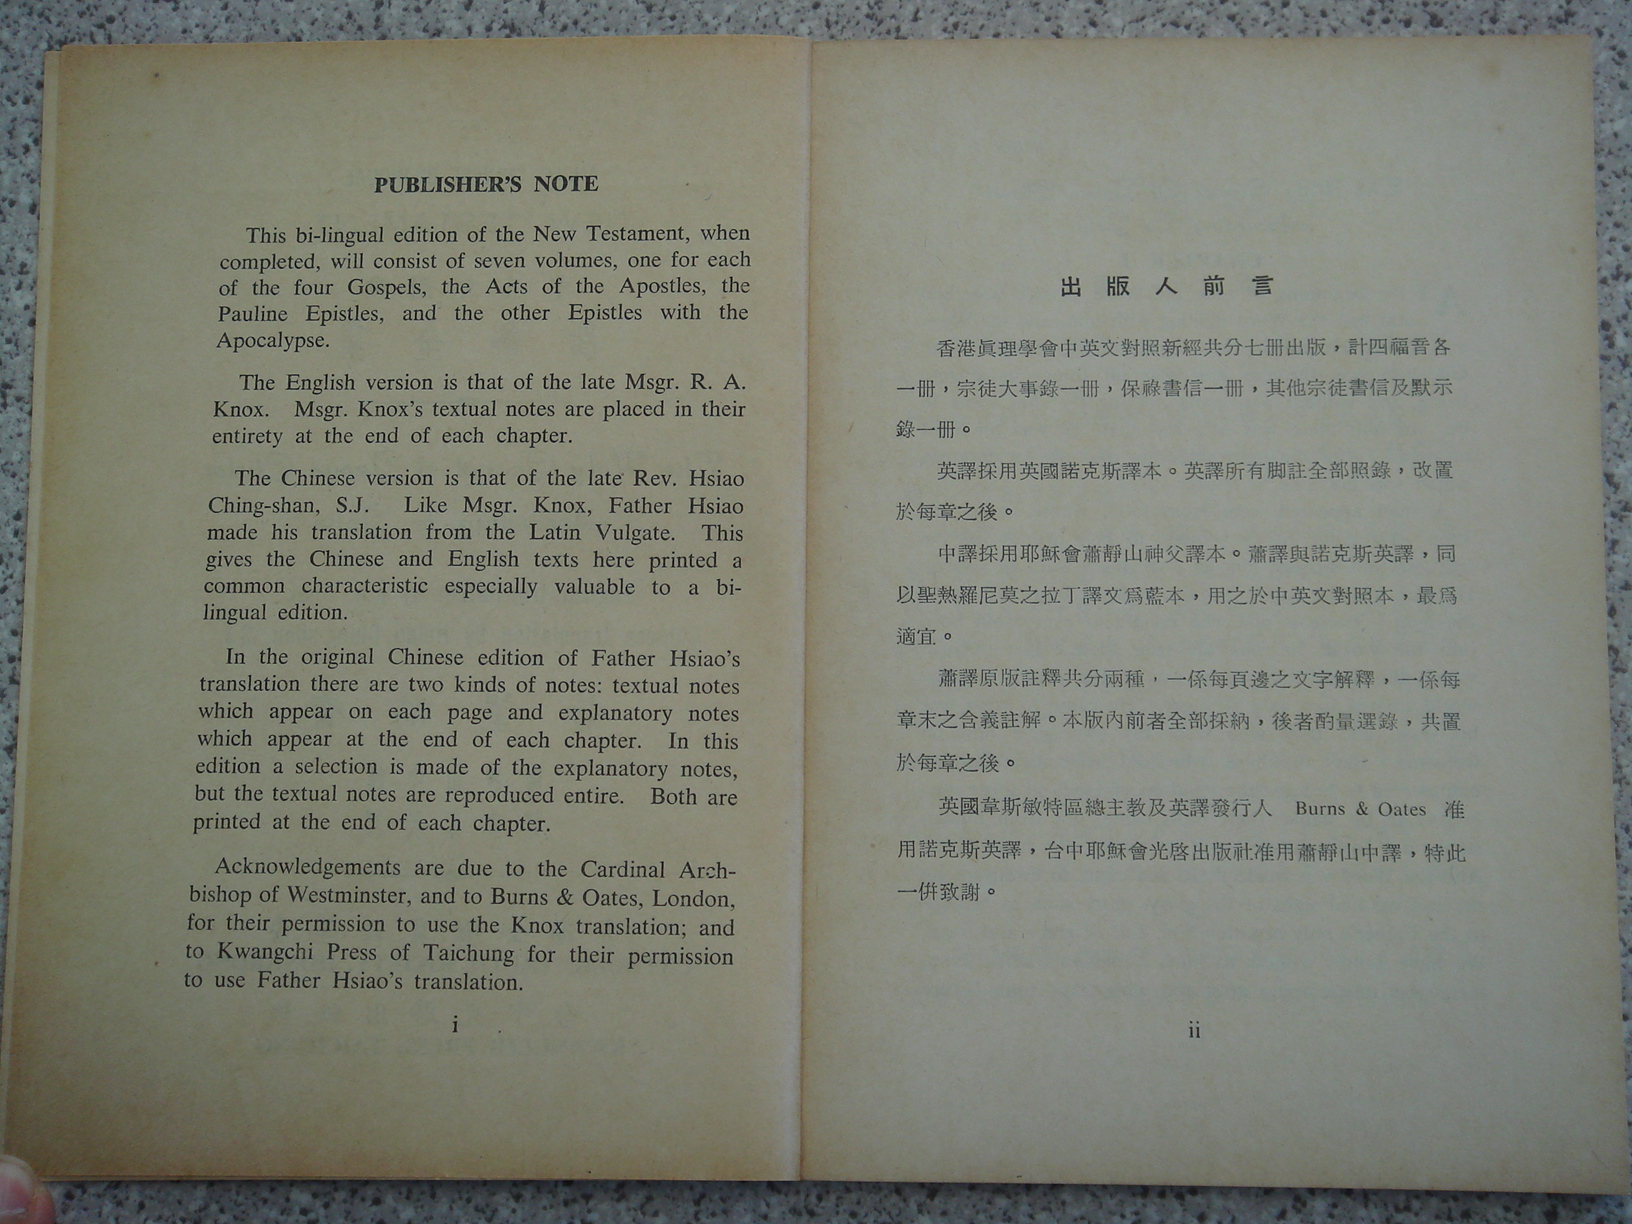 PUBLISHER'S NOTE
This bi-lingual edition of the New Testament, when
completed, will consist of seven volumes, one for each
of the four Gospels, the Acts of the Apostles, the
Pauline Epistles, and the other Epistles with the
Apocalypse.
The English version is that of the late Msgr. R. A.
Knox. Msgr. Knox's textual notes are placed in their
entirety at the end of each chapter.
The Chinese version is that of the late Rev. Hsiao
Ching-shan, S.J. Like Msgr. Knox, Father Hsiao
made his translation from the Latin Vulgate. This
gives the Chinese and English texts here printed a
common characteristic especially valuable to a bi-
lingual edition.
In the original Chinese edition of Father Hsiao's
translation there are two kinds of notes: textual notes
which appear on each page and explanatory notes
which appear at the end of each chapter. In this
edition a selection is made of the explanatory notes,
but the textual notes are reproduced entire. Both are
printed at the end of each chapter.
Acknowledgements are due to the Cardinal Arch-
bishop of Westminster, and to Burns & Oates, London,
for their permission to use the Knox translation; and
to Kwangchi Press of Taichung for their permission
to use Father Hsiao's translation.
i
出版人前言
香港眞理學會中英文對照新經共分七冊出版，計四福音各
一冊，宗徒大事錄一冊，保祿書信一冊，其他宗徒書信及默示
錄一冊。
英譯採用英國諾克斯譯本。英譯所有脚註全部照錄，改置
於每章之後。
中譯採用耶穌會蕭靜山神父譯本。蕭譯與諾克斯英譯，同
以聖熱羅尼莫之拉丁譯文爲藍本，用之於中英文對照本，最爲
適宜。
蕭譯原版註釋共分兩種，一係每頁邊之文字解釋，一係每
章末之含義註解。本版內前者全部採納，後者酌量選錄，共置
於每章之後。
英國韋斯敏特區總主教及英譯發行人 Burns & Oates 准
用諾克斯英譯，台中耶穌會光啓出版社准用蕭靜山中譯，特此
一併致謝。
ii